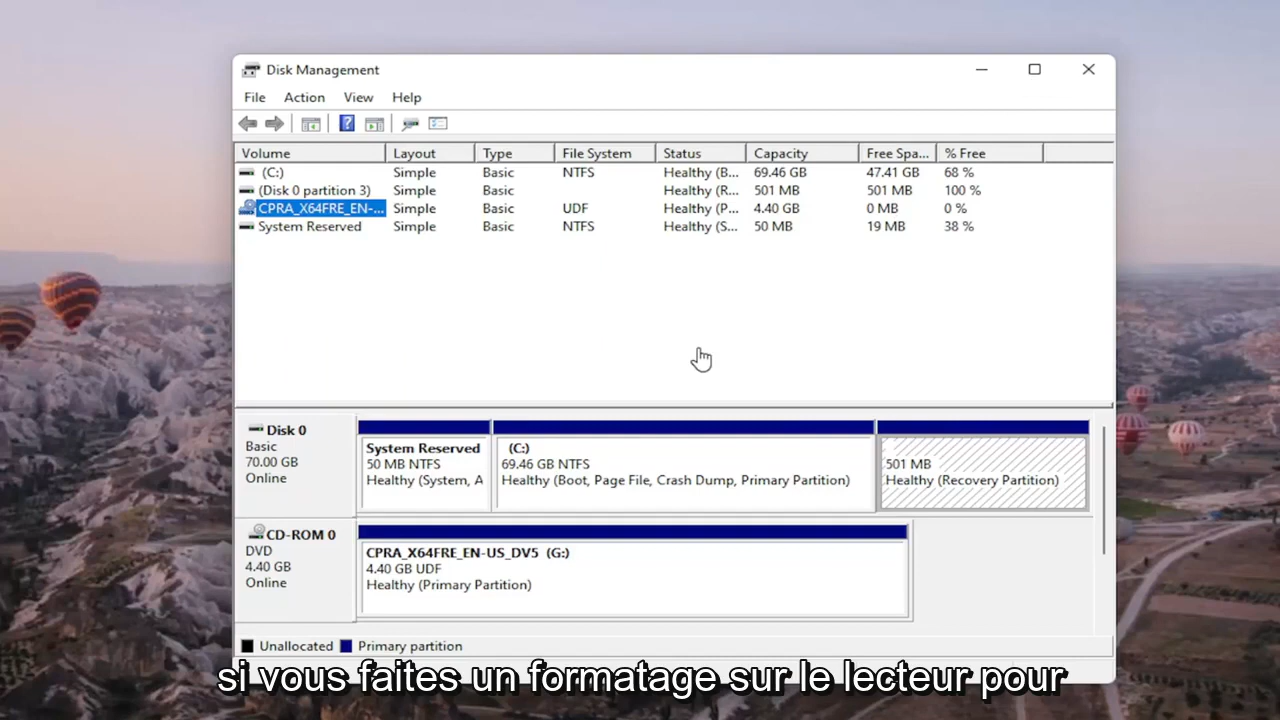 Disk Management
File Action View Help
Volume Layout Type File System Status Capacity Free Spa... % Free
(C:) Simple Basic NTFS Healthy (B... 69.46 GB 47.41 GB 68 %
(Disk 0 partition 3) Simple Basic Healthy (R... 501 MB 501 MB 100 %
CPRA_X64FRE_EN-... Simple Basic UDF Healthy (P... 4.40 GB 0 MB 0 %
System Reserved Simple Basic NTFS Healthy (S... 50 MB 19 MB 38 %
Disk 0
Basic
70.00 GB
Online
System Reserved
50 MB NTFS
Healthy (System, A
(C:)
69.46 GB NTFS
Healthy (Boot, Page File, Crash Dump, Primary Partition)
501 MB
Healthy (Recovery Partition)
CD-ROM 0
DVD
4.40 GB
Online
CPRA_X64FRE_EN-US_DV5 (G:)
4.40 GB UDF
Healthy (Primary Partition)
Unallocated Primary partition
si vous faites un formatage sur le lecteur pour